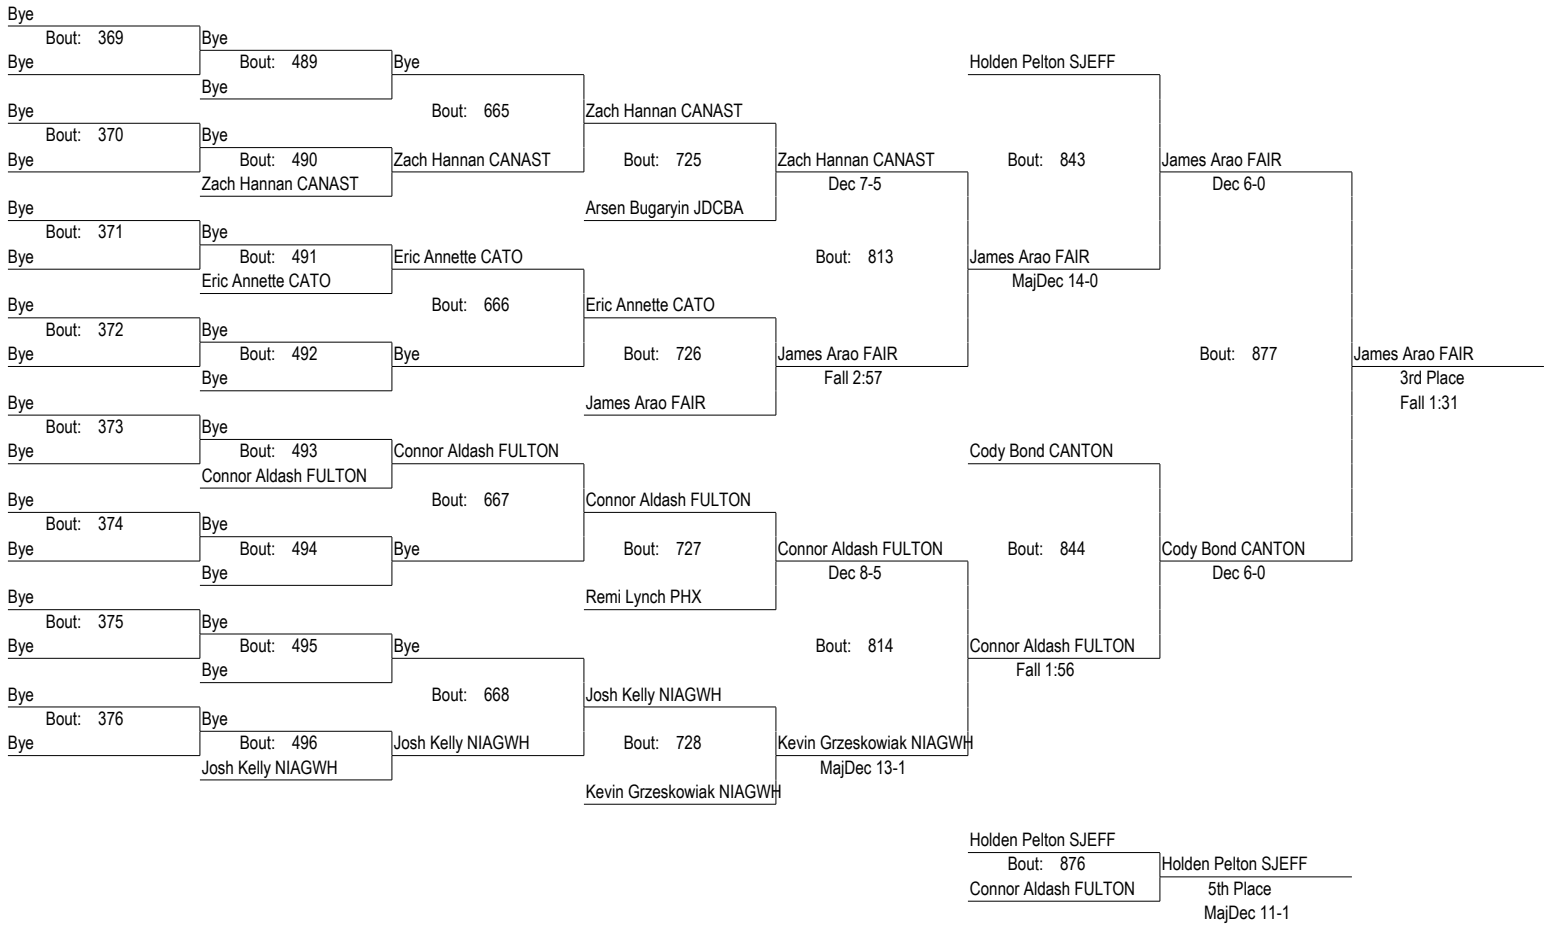 Bye
Bout: 369 Bye
Bye Bout: 489 Bye Holden Pelton SJEFF
Bye
Bye Bout: 665 Zach Hannan CANAST
Bout: 370 Bye
Bye Bout: 490 Zach Hannan CANAST Bout: 725 Zach Hannan CANAST Bout: 843 James Arao FAIR
Zach Hannan CANAST Dec 7-5 Dec 6-0
Bye Arsen Bugaryin JDCBA
Bout: 371 Bye
Bye Bout: 491 Eric Annette CATO Bout: 813 James Arao FAIR
Eric Annette CATO MajDec 14-0
Bye Bout: 666 Eric Annette CATO
Bout: 372 Bye
Bye Bout: 492 Bye Bout: 726 James Arao FAIR Bout: 877 James Arao FAIR
Bye Fall 2:57 3rd Place
Bye James Arao FAIR Fall 1:31
Bout: 373 Bye
Bye Bout: 493 Connor Aldash FULTON Cody Bond CANTON
Connor Aldash FULTON
Bye Bout: 667 Connor Aldash FULTON
Bout: 374 Bye
Bye Bout: 494 Bye Bout: 727 Connor Aldash FULTON Bout: 844 Cody Bond CANTON
Bye Dec 8-5 Dec 6-0
Bye Remi Lynch PHX
Bout: 375 Bye
Bye Bout: 495 Bye Bout: 814 Connor Aldash FULTON
Bye Fall 1:56
Bye Bout: 668 Josh Kelly NIAGWH
Bout: 376 Bye
Bye Bout: 496 Josh Kelly NIAGWH Bout: 728 Kevin Grzeskowiak NIAGWH
Josh Kelly NIAGWH MajDec 13-1
Kevin Grzeskowiak NIAGWH
Holden Pelton SJEFF
Bout: 876 Holden Pelton SJEFF
Connor Aldash FULTON 5th Place
MajDec 11-1